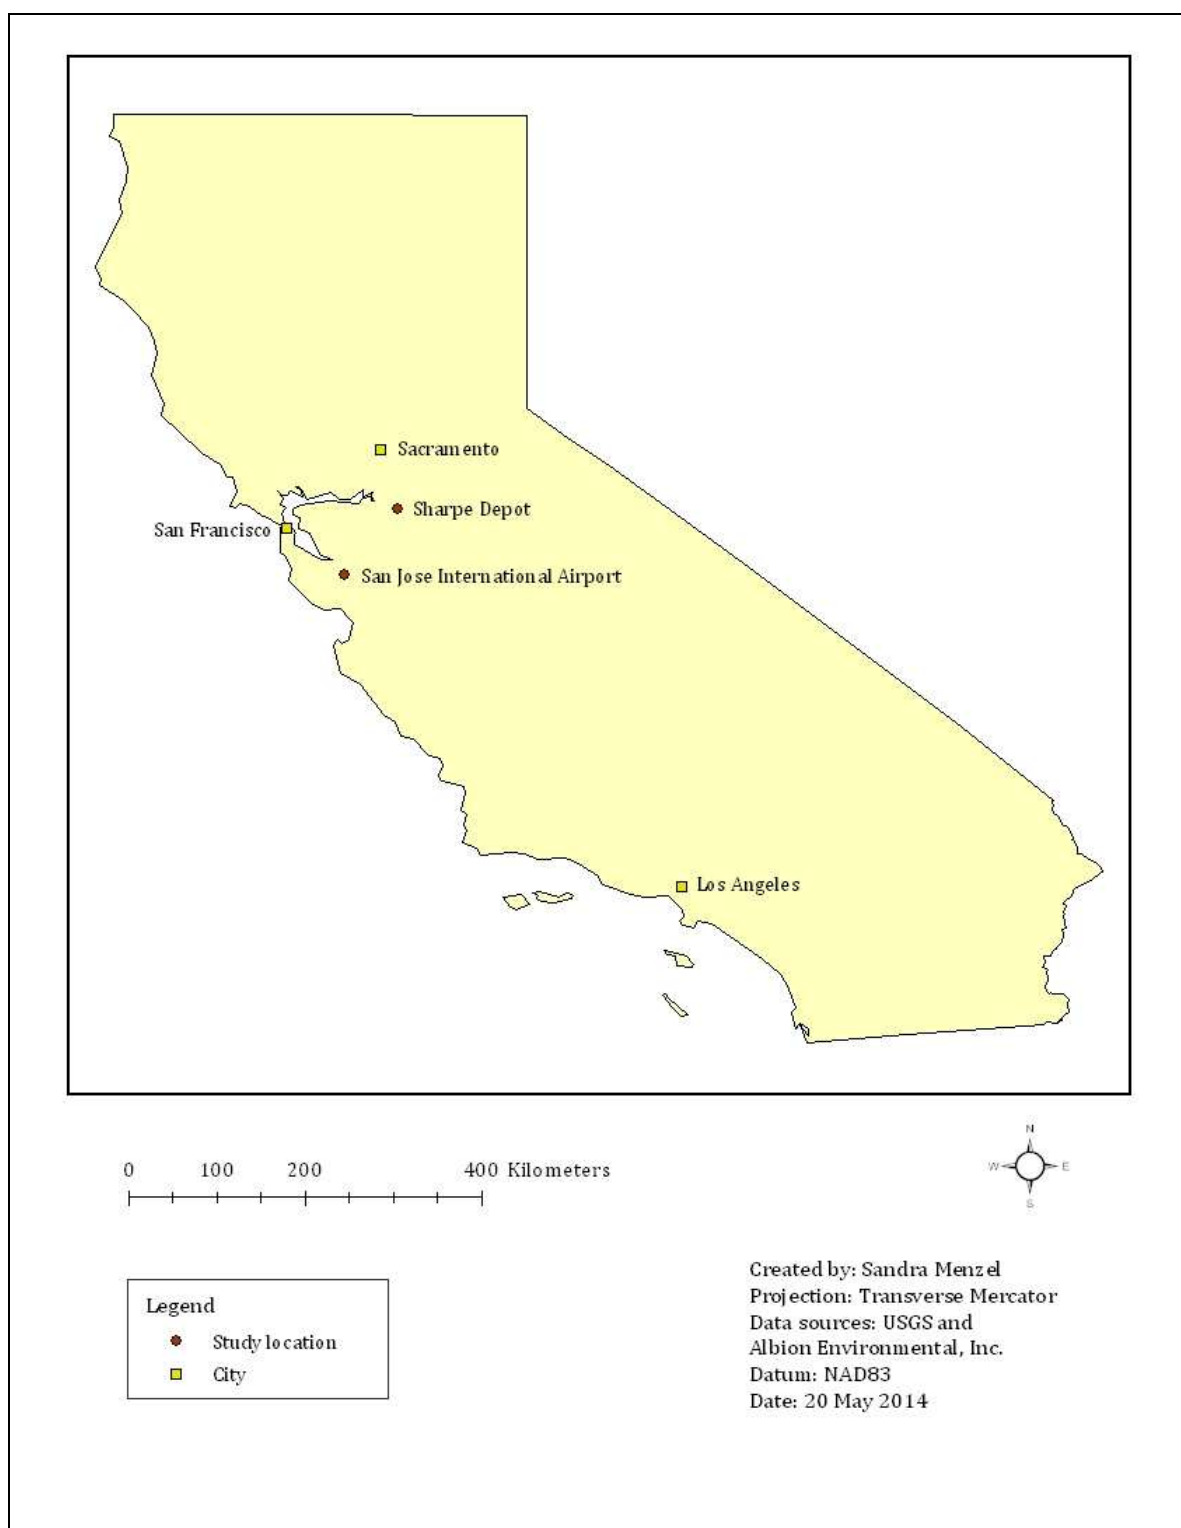 Sacramento
Sharpe Depot
San Francisco
San Jose International Airport
Los Angeles
N
W E
S
0 100 200 400 Kilometers
Legend
Study location
City
Created by: Sandra Menzel
Projection: Transverse Mercator
Data sources: USGS and
Albion Environmental, Inc.
Datum: NAD83
Date: 20 May 2014